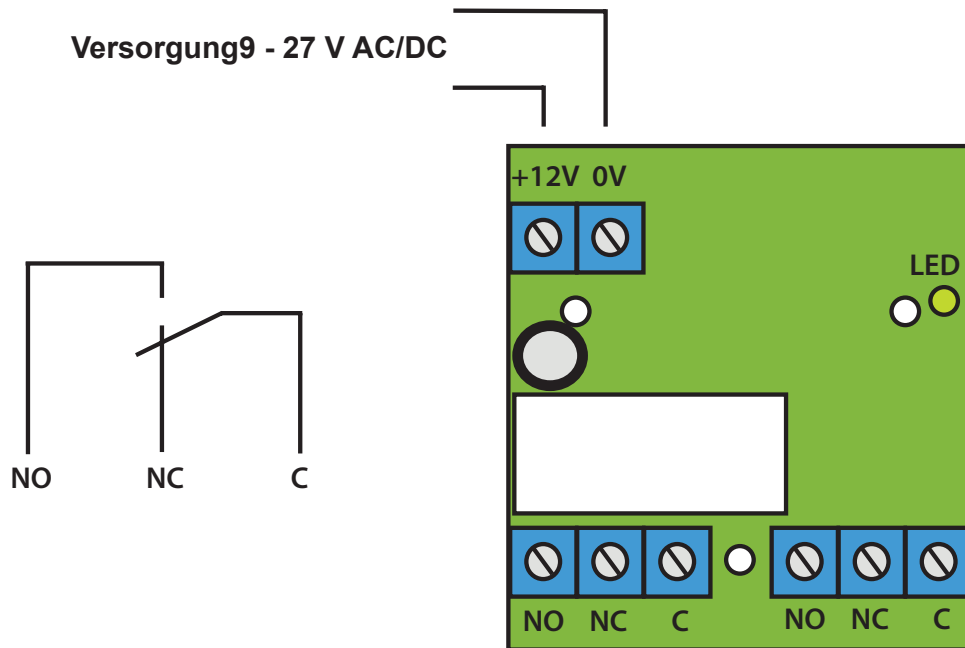 Versorgung9 - 27 V AC/DC
+12V 0V
LED
NO NC C
NO NC C NO NC C